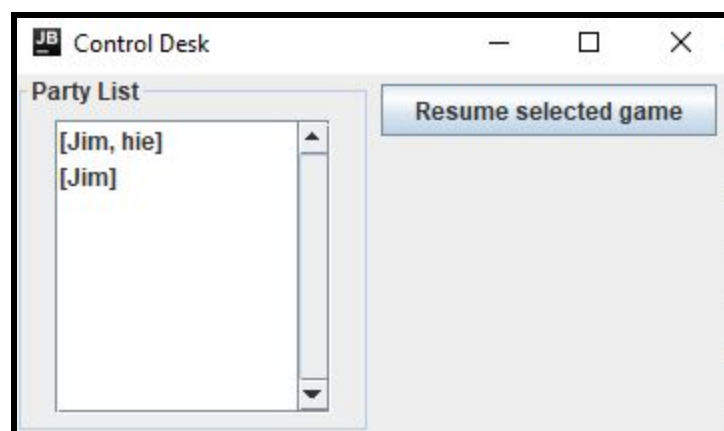 JB Control Desk
Party List
Resume selected game
[Jim, hie]
[Jim]